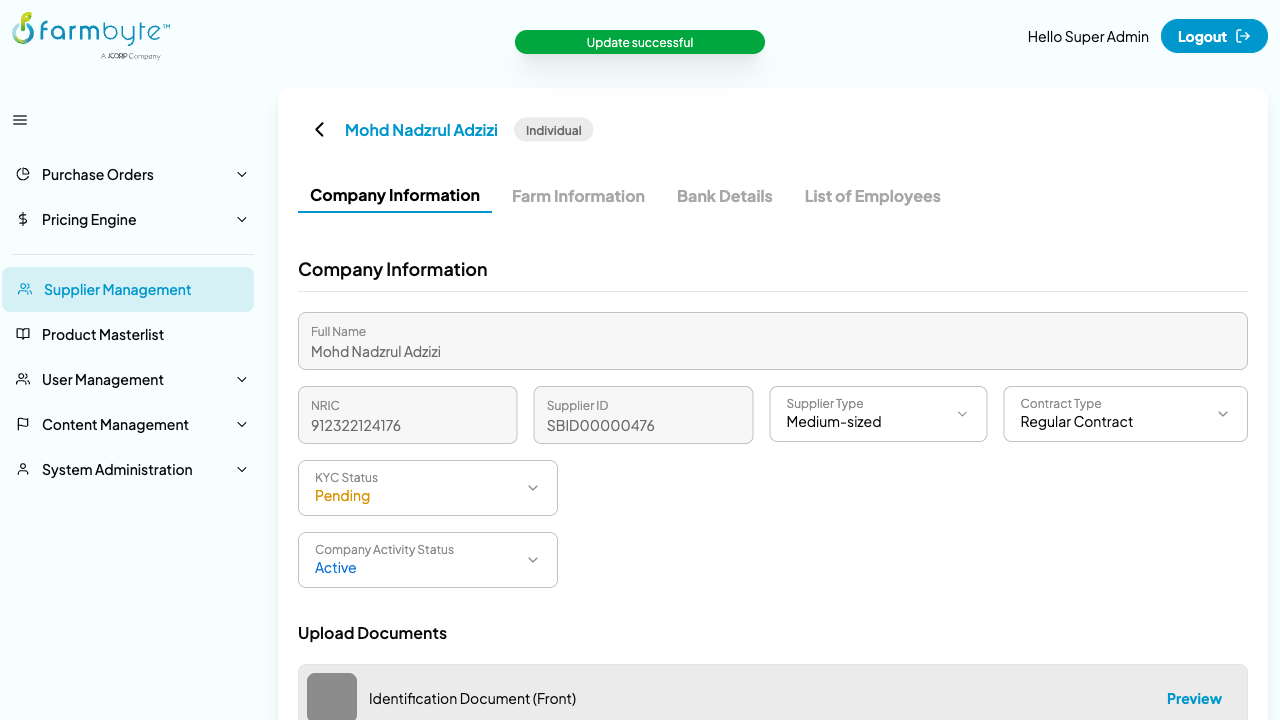 farmbyte™
A JCORP Company
Update successful
Hello Super Admin
Logout
Purchase Orders
Pricing Engine
Supplier Management
Product Masterlist
User Management
Content Management
System Administration
Mohd Nadzrul Adzizi
Individual
Company Information
Farm Information
Bank Details
List of Employees
Company Information
Full Name
Mohd Nadzrul Adzizi
NRIC
912322124176
Supplier ID
SBID00000476
Supplier Type
Medium-sized
Contract Type
Regular Contract
KYC Status
Pending
Company Activity Status
Active
Upload Documents
Identification Document (Front)
Preview